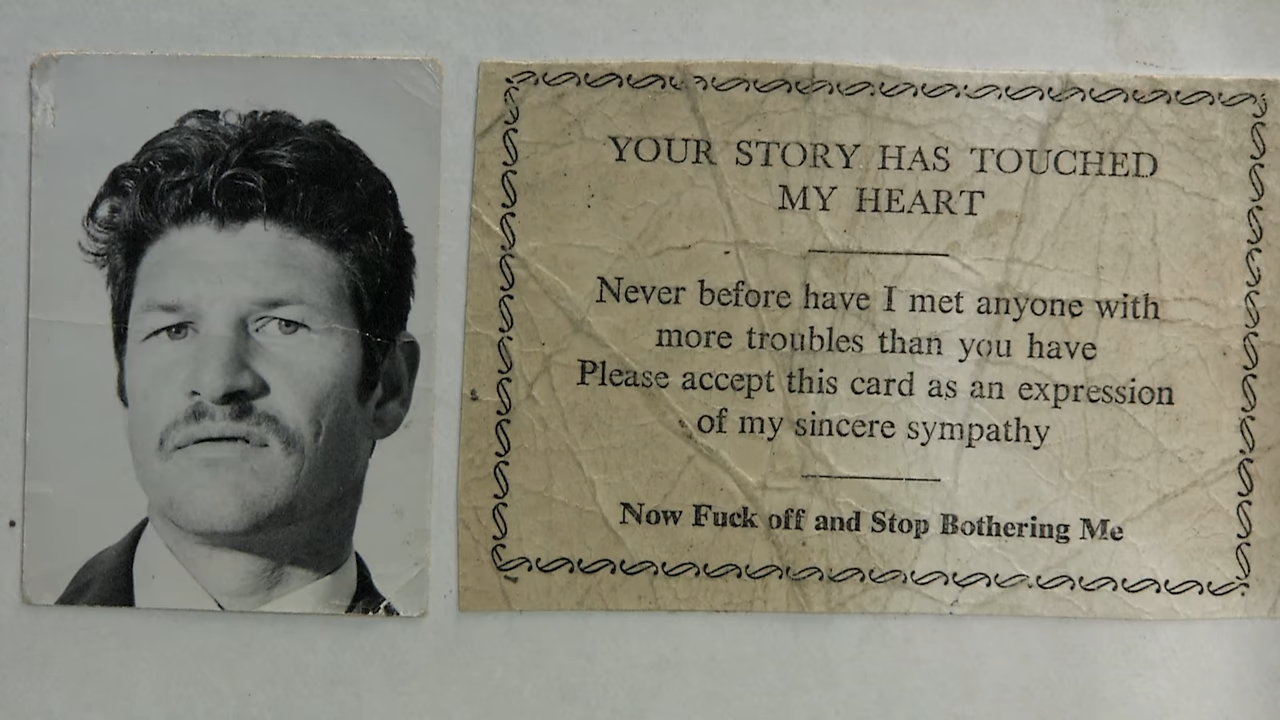 YOUR STORY HAS TOUCHED
MY HEART
Never before have I met anyone with
more troubles than you have
Please accept this card as an expression
of my sincere sympathy
Now Fuck off and Stop Bothering Me